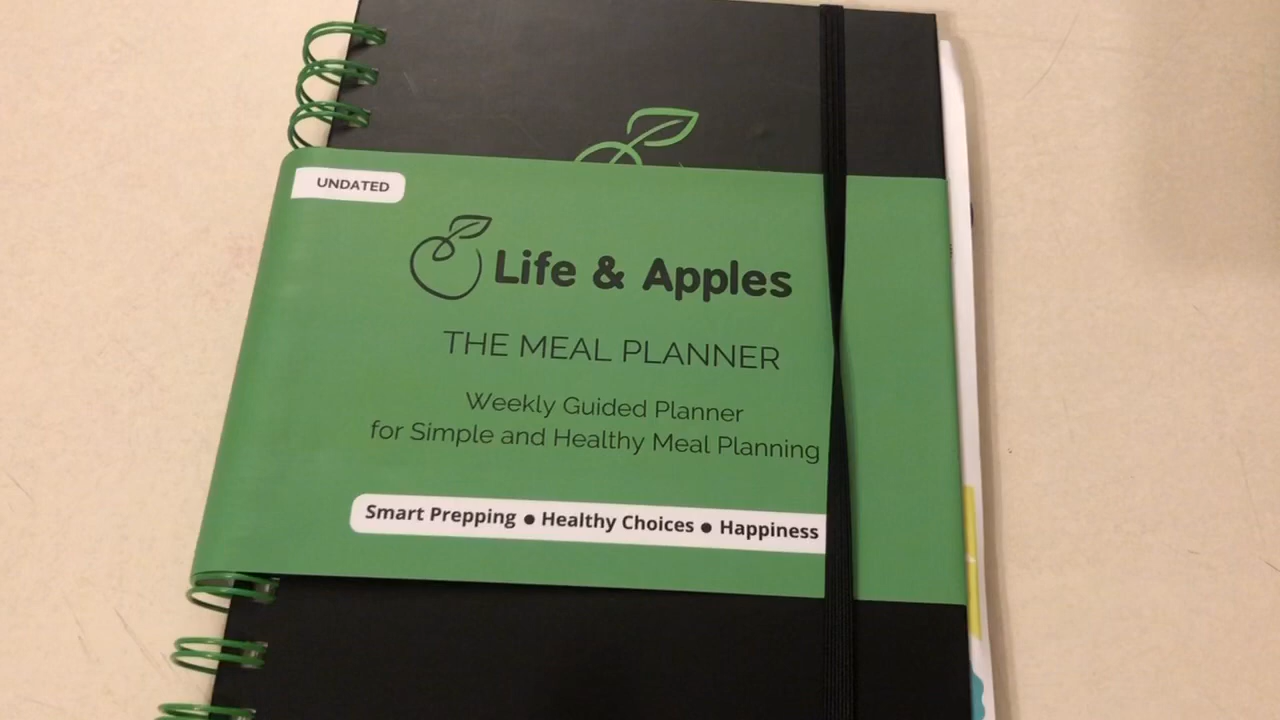 UNDATED
Life & Apples
THE MEAL PLANNER
Weekly Guided Planner
for Simple and Healthy Meal Planning
Smart Prepping ● Healthy Choices ● Happiness